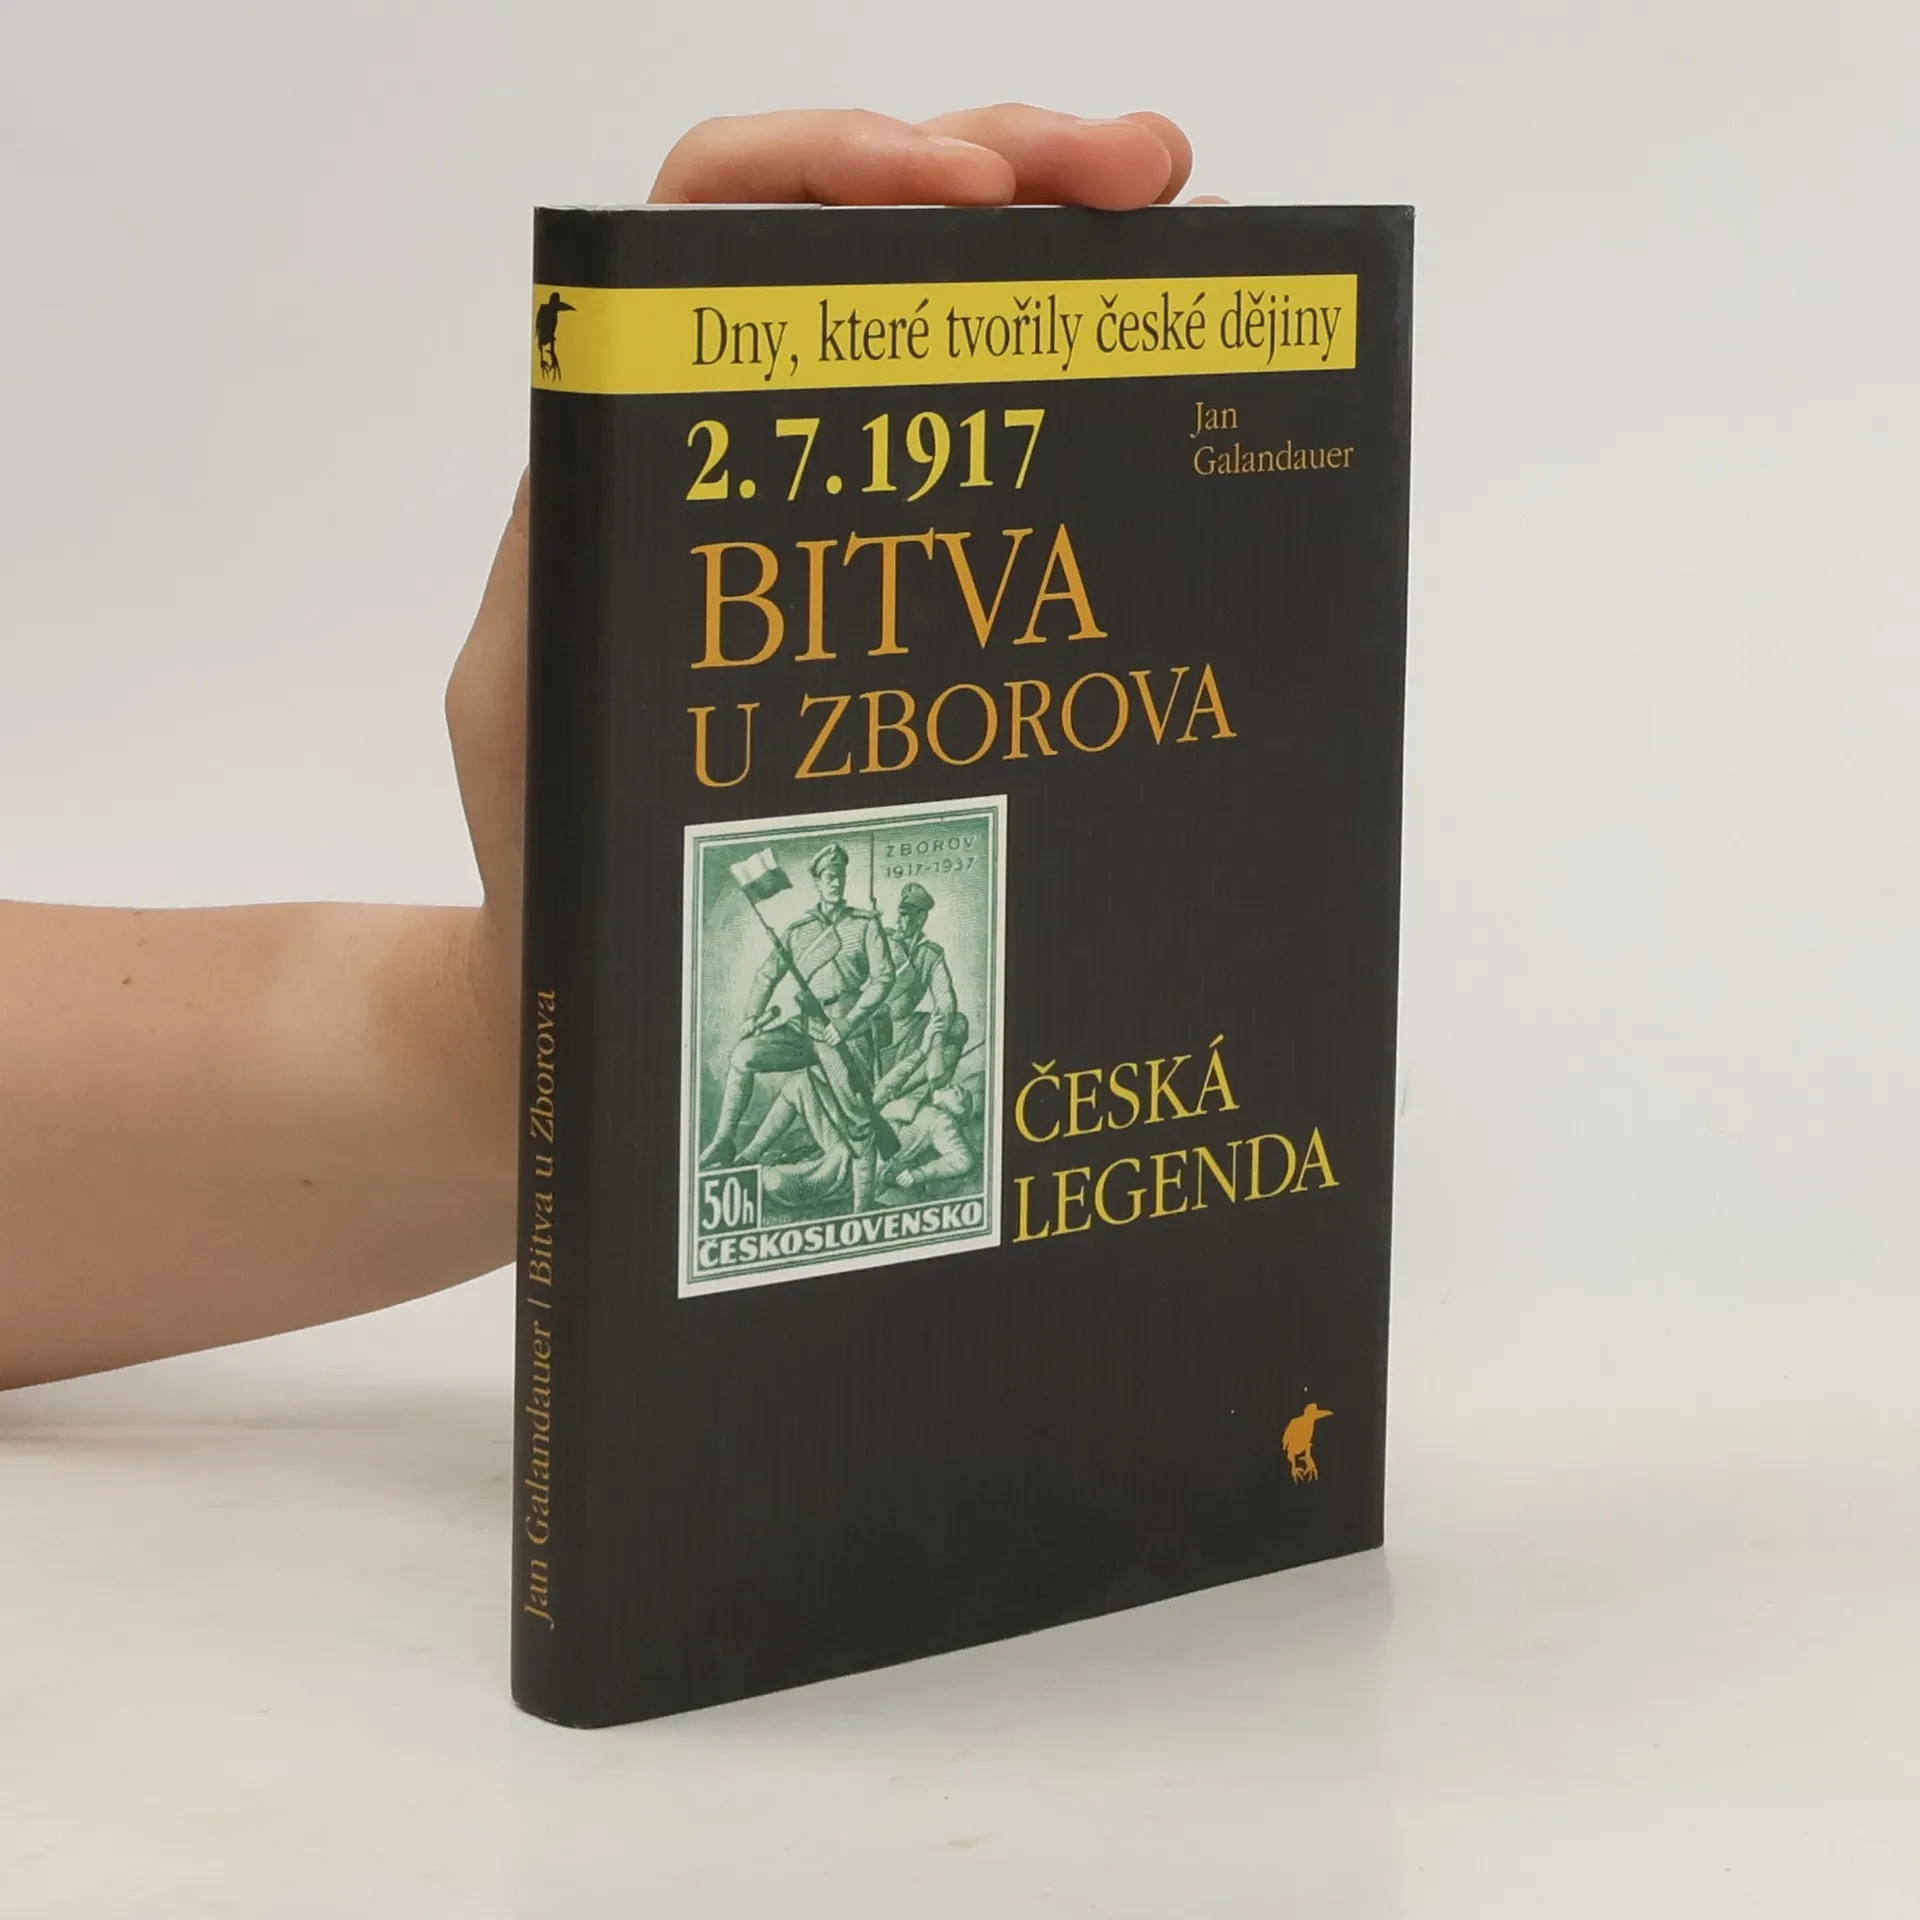 Dny, které tvořily české dějiny
2.7.1917
Jan
Galandauer
BITVA
U ZBOROVA
ZBOROV
1917-1937
50h
ČESKOSLOVENSKO
ČESKÁ
LEGENDA
Jan Galandauer | Bitva u Zborova